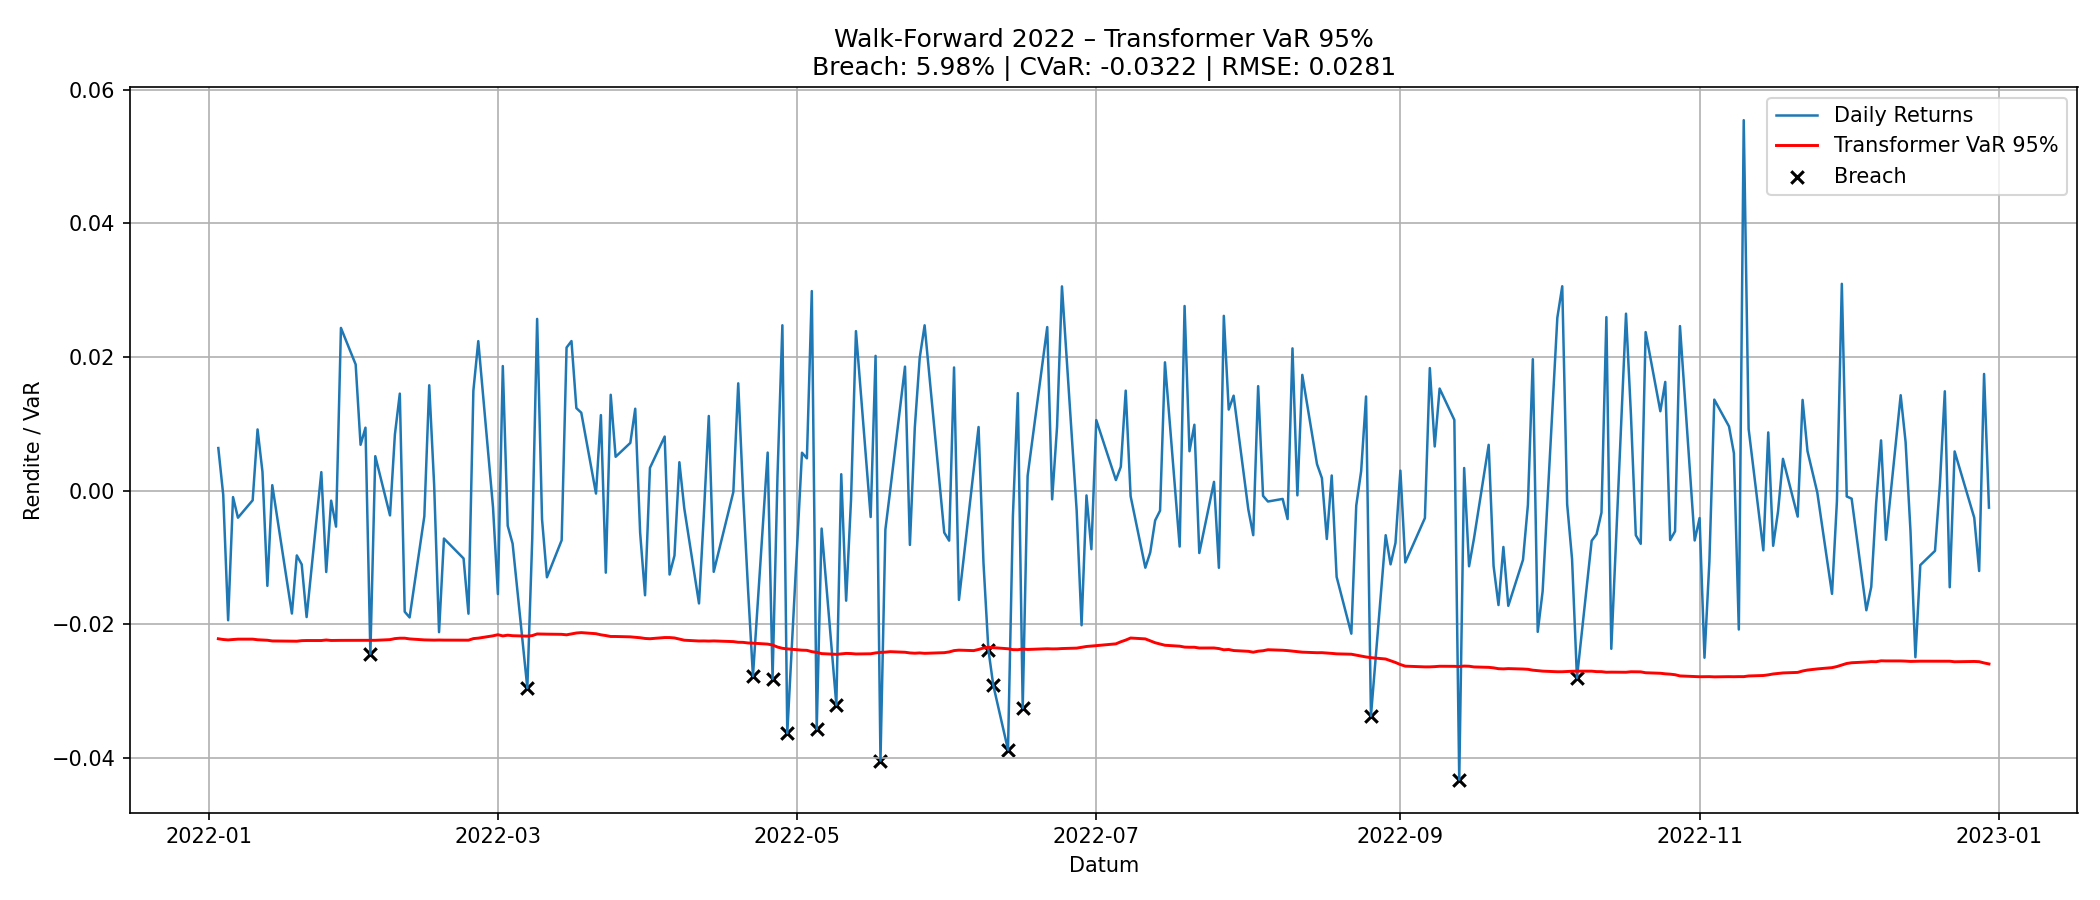 Walk-Forward 2022 – Transformer VaR 95%
Breach: 5.98% | CVaR: -0.0322 | RMSE: 0.0281
Daily Returns
Transformer VaR 95%
Breach
Rendite / VaR
0.06
0.04
0.02
0.00
−0.02
−0.04
2022-01
2022-03
2022-05
2022-07
2022-09
2022-11
2023-01
Datum